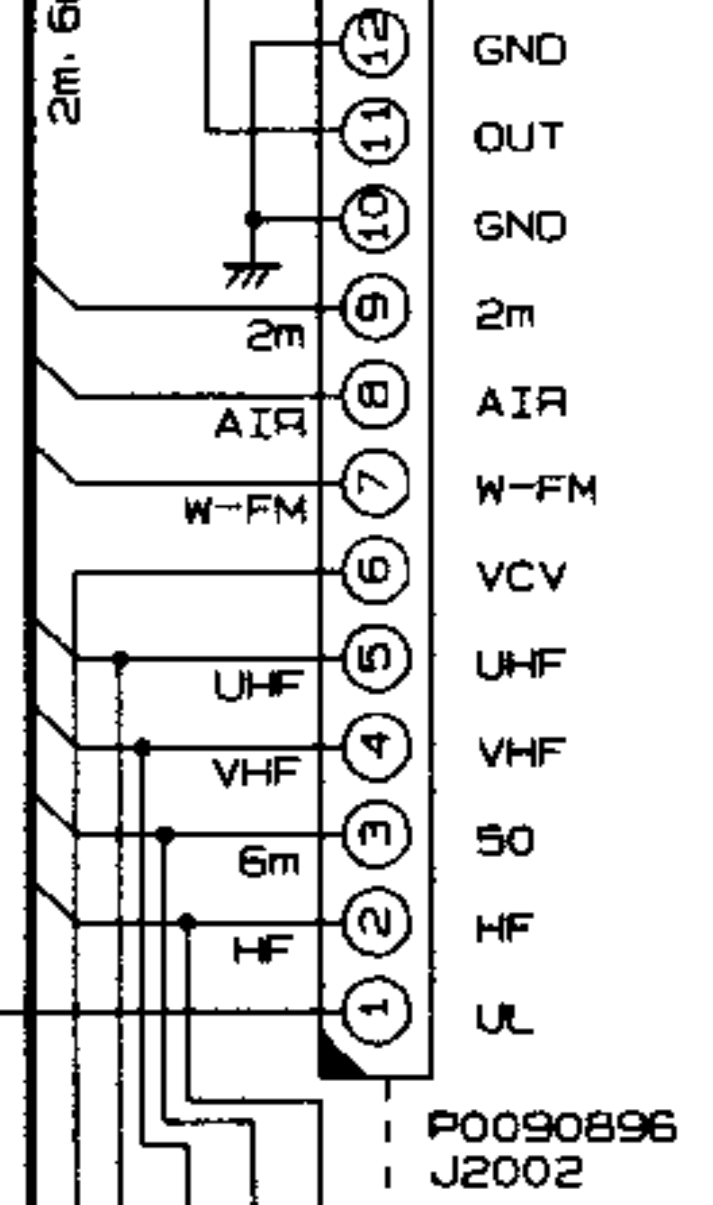 2m, 6
12 GND
11 OUT
10 GND
9 2m
2m
8 AIR
AIR
7 W-FM
W-FM
6 VCV
5 UHF
UHF
4 VHF
VHF
3 50
6m
2 HF
HF
1 UL
P0090896
J2002